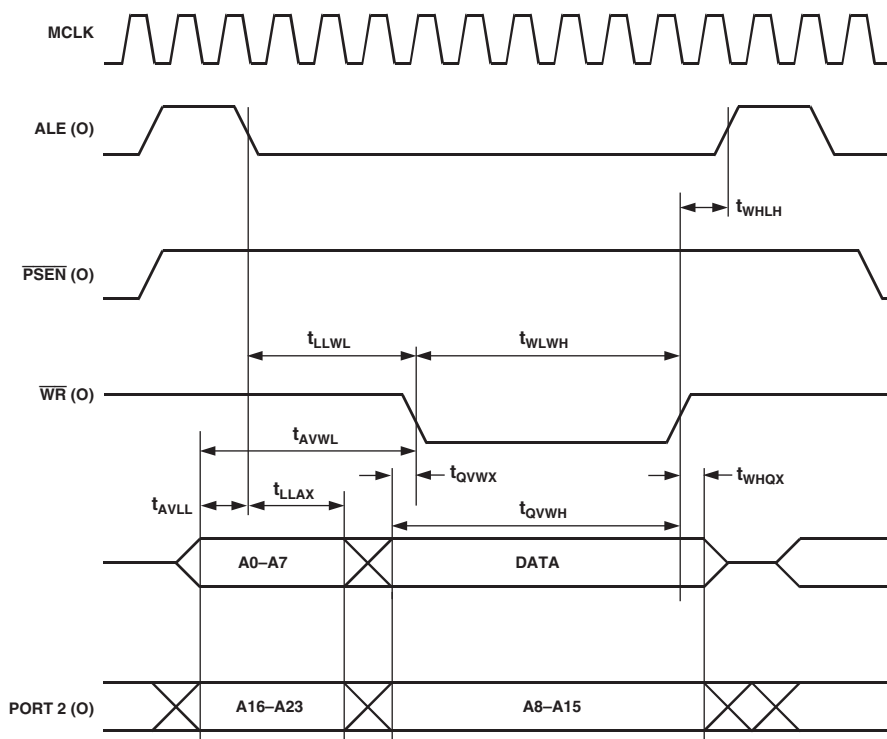 MCLK
ALE (O)
tWHLH
PSEN (O)
tLLWL
tWLWH
WR (O)
tAVWL
tQVWX
tWHQX
tAVLL
tLLAX
tQVWH
A0–A7
DATA
PORT 2 (O)
A16–A23
A8–A15